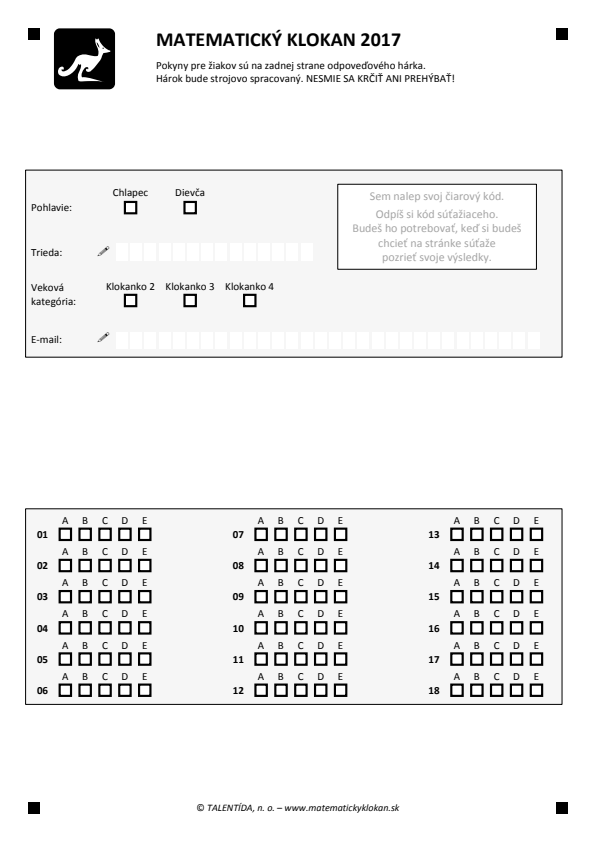 MATEMATICKÝ KLOKAN 2017
Pokyny pre žiakov sú na zadnej strane odpoveďového hárka.
Hárok bude strojovo spracovaný. NESMIE SA KRČIŤ ANI PREHÝBAŤ!
Chlapec Dievča
Pohlavie:
Sem nalep svoj čiarový kód.
Odpíš si kód súťažiaceho.
Budeš ho potrebovať, keď si budeš
chcieť na stránke súťaže
pozrieť svoje výsledky.
Trieda:
Veková
kategória:
Klokanko 2 Klokanko 3 Klokanko 4
E-mail:
A B C D E A B C D E A B C D E
01 07 13
A B C D E A B C D E A B C D E
02 08 14
A B C D E A B C D E A B C D E
03 09 15
A B C D E A B C D E A B C D E
04 10 16
A B C D E A B C D E A B C D E
05 11 17
A B C D E A B C D E A B C D E
06 12 18
© TALENTÍDA, n. o. – www.matematickyklokan.sk